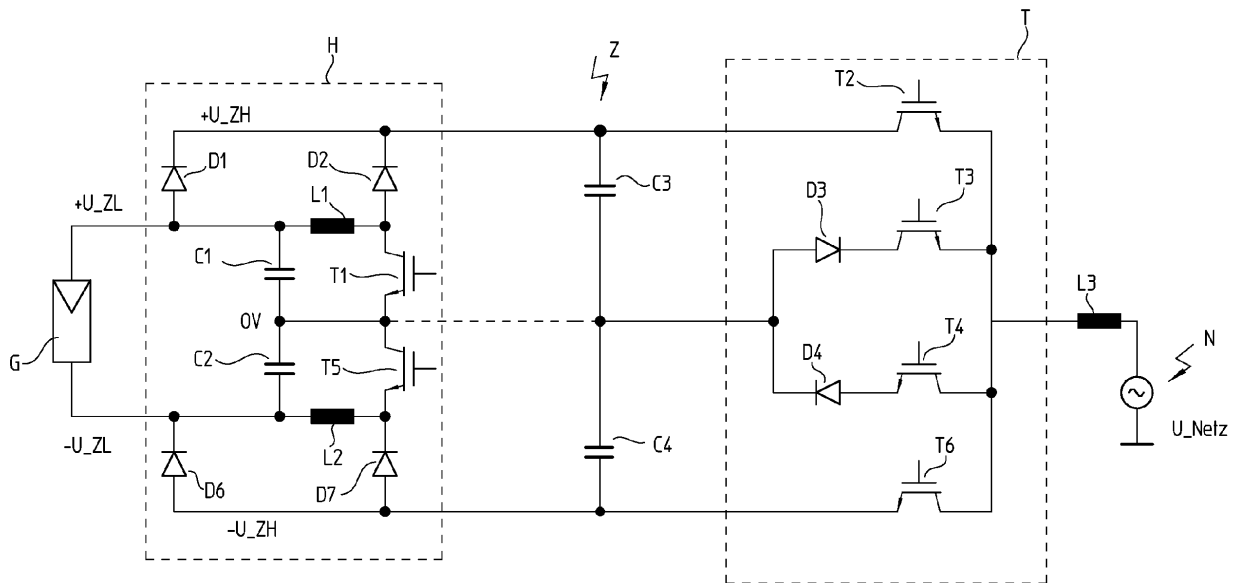 H
Z
T
+U_ZH
T2
D1
D2
C3
D3
T3
+U_ZL
L1
C1
T1
0V
L3
T4
N
G
C2
T5
D4
U_Netz
-U_ZL
L2
C4
T6
D6
D7
-U_ZH